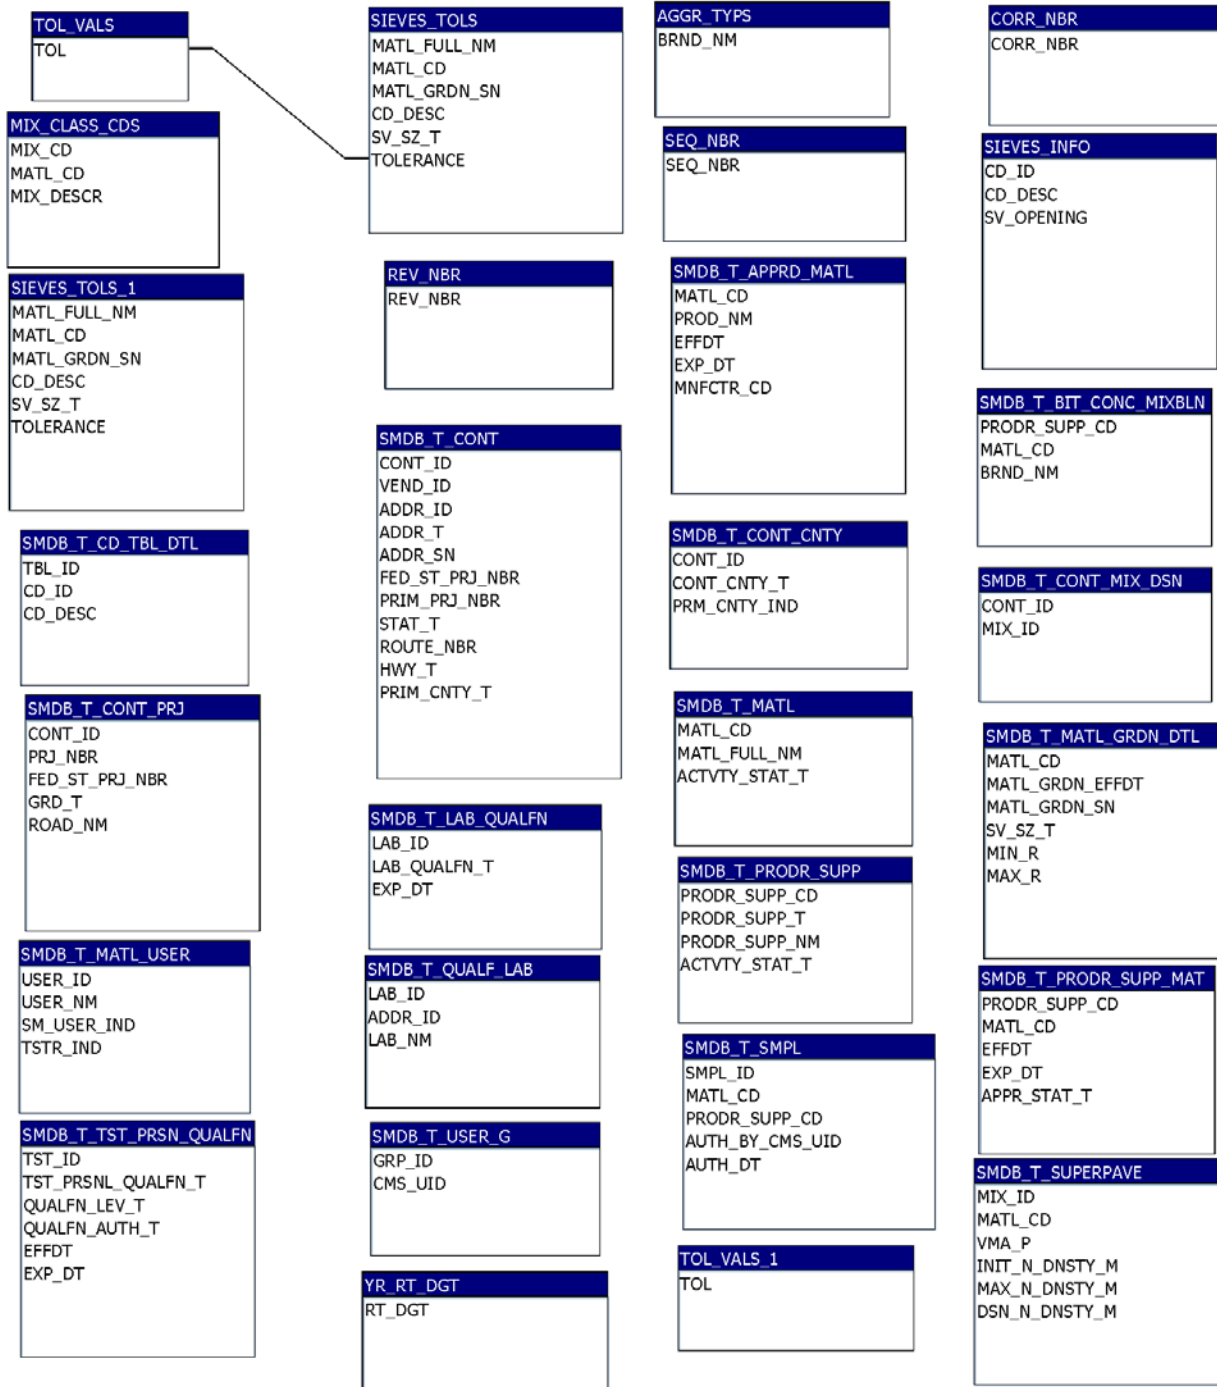 TOL_VALS
TOL
MIX_CLASS_CDS
MIX_CD
MATL_CD
MIX_DESCR
SIEVES_TOLS_1
MATL_FULL_NM
MATL_CD
MATL_GRDN_SN
CD_DESC
SV_SZ_T
TOLERANCE
SMDB_T_CD_TBL_DTL
TBL_ID
CD_ID
CD_DESC
SMDB_T_CONT_PRJ
CONT_ID
PRJ_NBR
FED_ST_PRJ_NBR
GRD_T
ROAD_NM
SMDB_T_MATL_USER
USER_ID
USER_NM
SM_USER_IND
TSTR_IND
SMDB_T_TST_PRSN_QUALFN
TST_ID
TST_PRSNL_QUALFN_T
QUALFN_LEV_T
QUALFN_AUTH_T
EFFDT
EXP_DT
SIEVES_TOLS
MATL_FULL_NM
MATL_CD
MATL_GRDN_SN
CD_DESC
SV_SZ_T
TOLERANCE
REV_NBR
REV_NBR
SMDB_T_CONT
CONT_ID
VEND_ID
ADDR_ID
ADDR_T
ADDR_SN
FED_ST_PRJ_NBR
PRIM_PRJ_NBR
STAT_T
ROUTE_NBR
HWY_T
PRIM_CNTY_T
SMDB_T_LAB_QUALFN
LAB_ID
LAB_QUALFN_T
EXP_DT
SMDB_T_QUALF_LAB
LAB_ID
ADDR_ID
LAB_NM
SMDB_T_USER_G
GRP_ID
CMS_UID
YR_RT_DGT
RT_DGT
AGGR_TYPS
BRND_NM
SEQ_NBR
SEQ_NBR
SMDB_T_APPRD_MATL
MATL_CD
PROD_NM
EFFDT
EXP_DT
MNFCTR_CD
SMDB_T_CONT_CNTY
CONT_ID
CONT_CNTY_T
PRM_CNTY_IND
SMDB_T_MATL
MATL_CD
MATL_FULL_NM
ACTVTY_STAT_T
SMDB_T_PRODR_SUPP
PRODR_SUPP_CD
PRODR_SUPP_T
PRODR_SUPP_NM
ACTVTY_STAT_T
SMDB_T_SMPL
SMPL_ID
MATL_CD
PRODR_SUPP_CD
AUTH_BY_CMS_UID
AUTH_DT
TOL_VALS_1
TOL
CORR_NBR
CORR_NBR
SIEVES_INFO
CD_ID
CD_DESC
SV_OPENING
SMDB_T_BIT_CONC_MIXBLN
PRODR_SUPP_CD
MATL_CD
BRND_NM
SMDB_T_CONT_MIX_DSN
CONT_ID
MIX_ID
SMDB_T_MATL_GRDN_DTL
MATL_CD
MATL_GRDN_EFFDT
MATL_GRDN_SN
SV_SZ_T
MIN_R
MAX_R
SMDB_T_PRODR_SUPP_MAT
PRODR_SUPP_CD
MATL_CD
EFFDT
EXP_DT
APPR_STAT_T
SMDB_T_SUPERPAVE
MIX_ID
MATL_CD
VMA_P
INIT_N_DNSTY_M
MAX_N_DNSTY_M
DSN_N_DNSTY_M